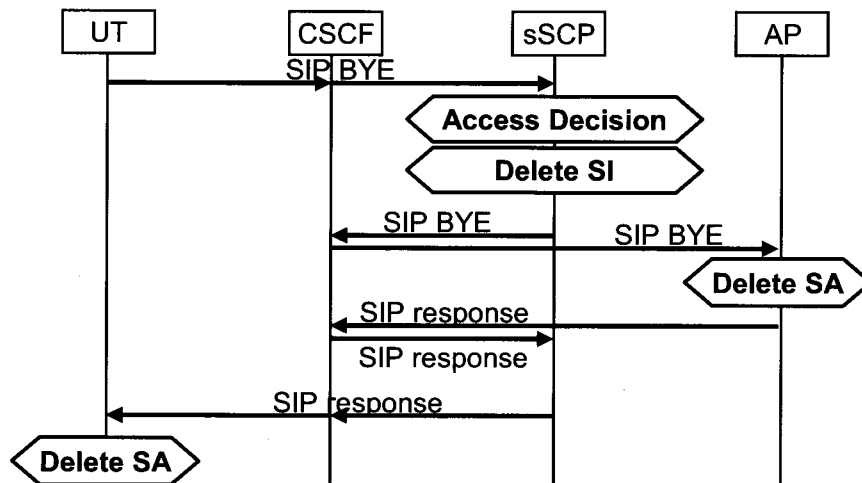 UT CSCF sSCP AP
SIP BYE
Access Decision
Delete SI
SIP BYE
SIP BYE
Delete SA
SIP response
SIP response
SIP response
Delete SA